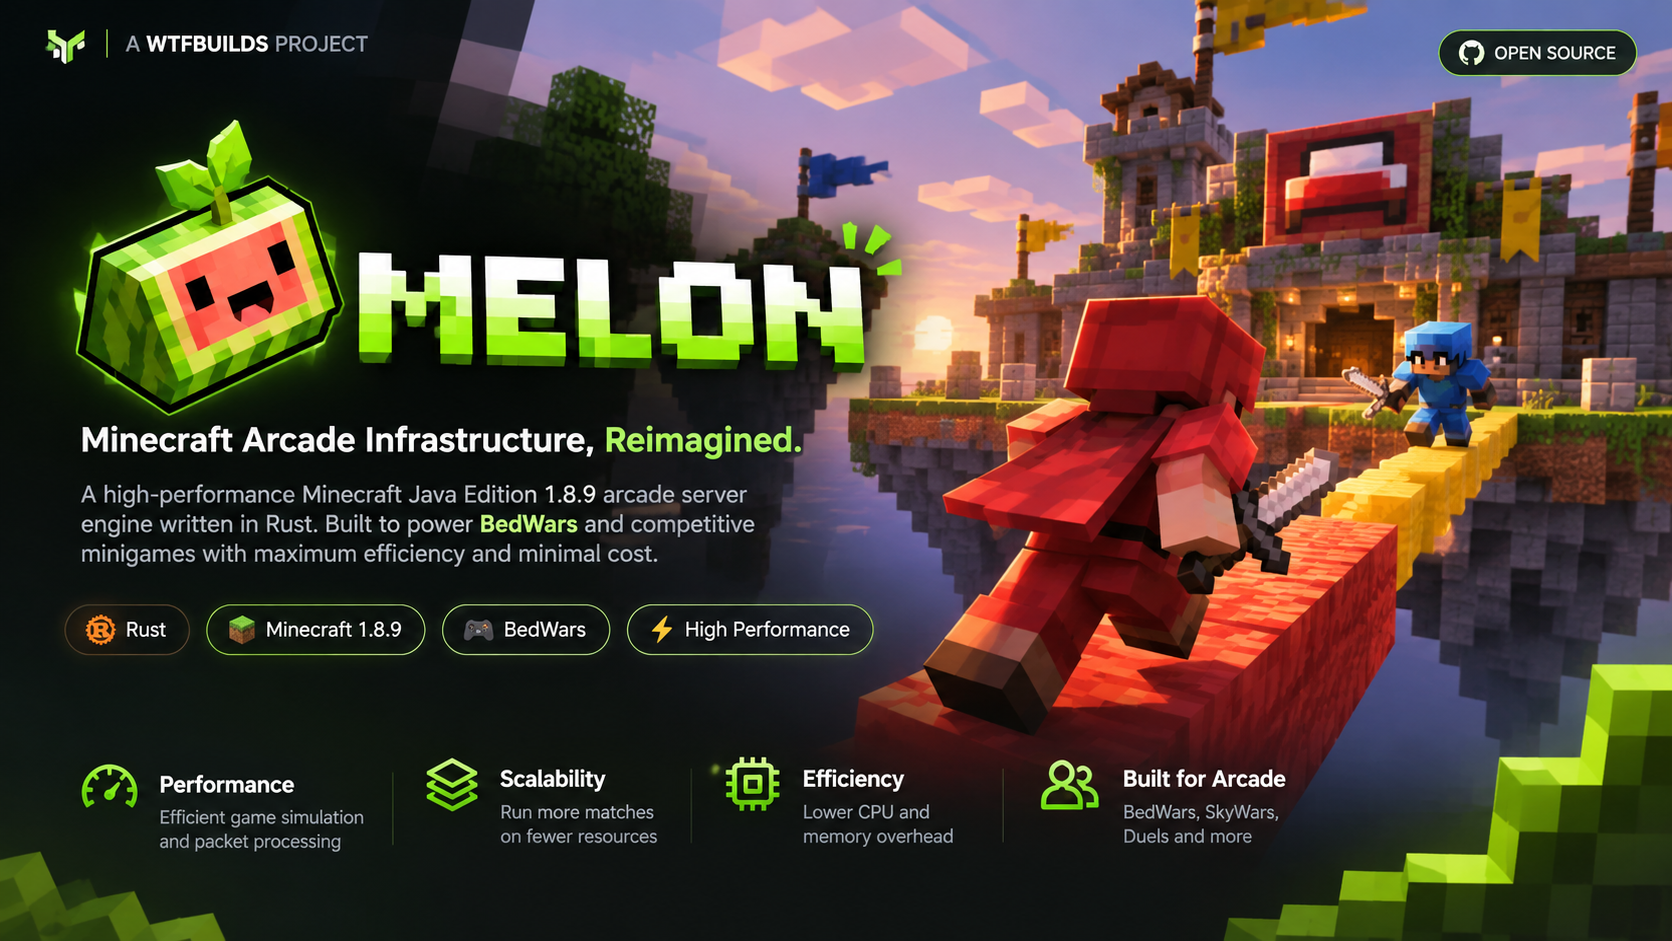 A WTFBUILDS PROJECT
OPEN SOURCE
MELON
Minecraft Arcade Infrastructure, Reimagined.
A high-performance Minecraft Java Edition 1.8.9 arcade server
engine written in Rust. Built to power BedWars and competitive
minigames with maximum efficiency and minimal cost.
Rust
Minecraft 1.8.9
BedWars
High Performance
Performance
Efficient game simulation
and packet processing
Scalability
Run more matches
on fewer resources
Efficiency
Lower CPU and
memory overhead
Built for Arcade
BedWars, SkyWars,
Duels and more